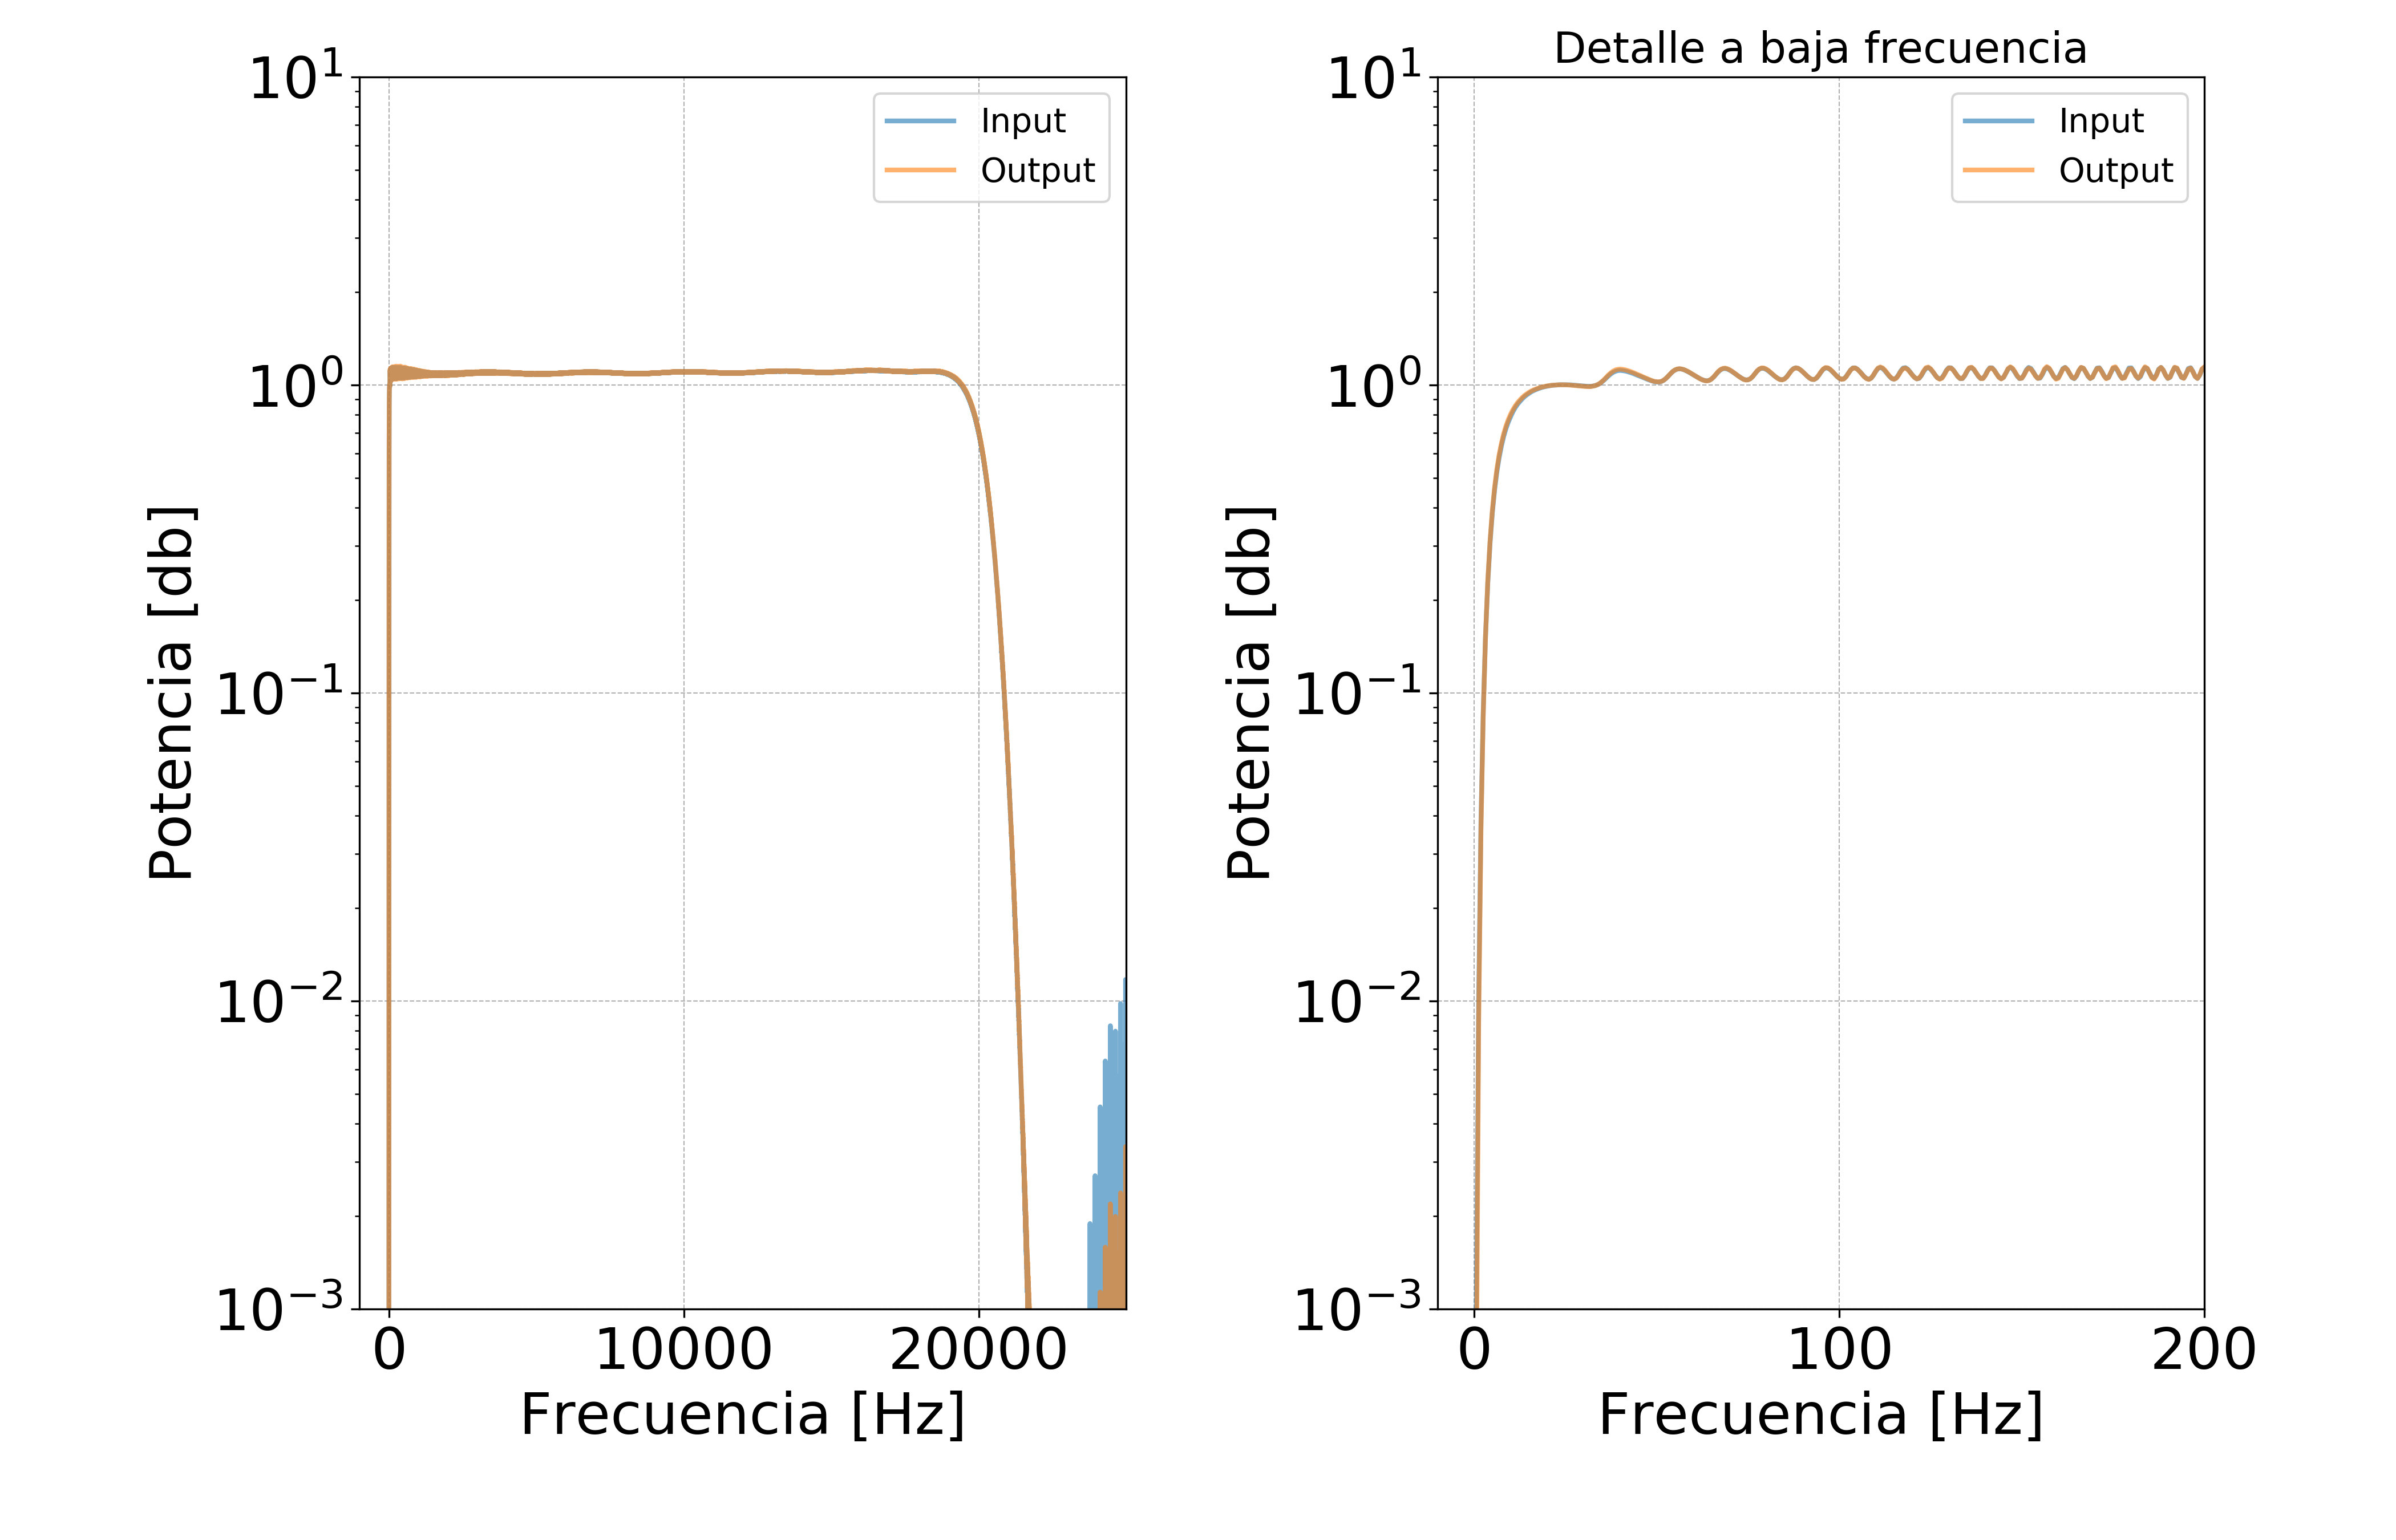 Potencia [db]
10¹
10⁰
10⁻¹
10⁻²
10⁻³
Input
Output
0 10000 20000
Frecuencia [Hz]
Detalle a baja frecuencia
Potencia [db]
10¹
10⁰
10⁻¹
10⁻²
10⁻³
Input
Output
0 100 200
Frecuencia [Hz]